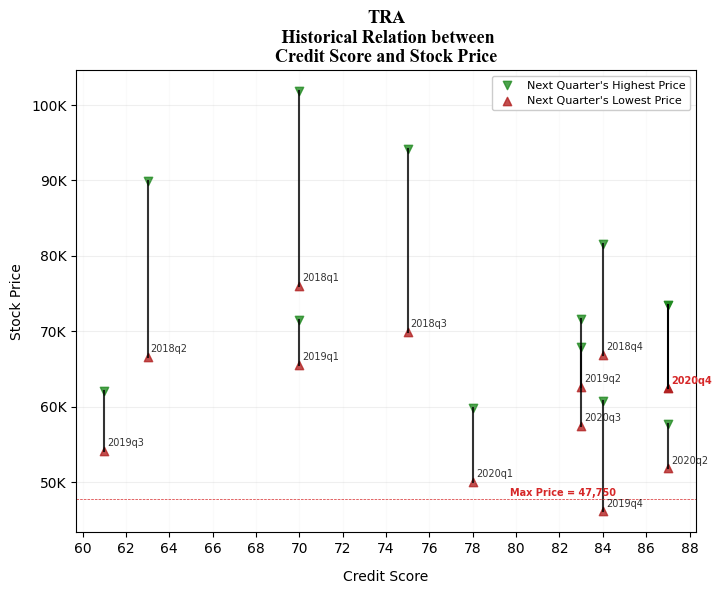 TRA
Historical Relation between
Credit Score and Stock Price
Next Quarter's Highest Price
Next Quarter's Lowest Price
Stock Price
100K
90K
80K
70K
60K
50K
2018q1
2018q2
2018q3
2018q4
2019q1
2019q2
2020q4
2020q3
2019q3
2020q1
2020q2
Max Price = 47,750
2019q4
60 62 64 66 68 70 72 74 76 78 80 82 84 86 88
Credit Score